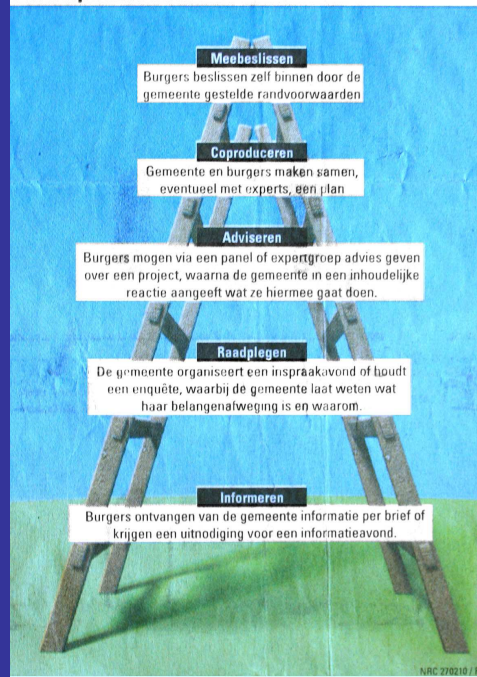 Meebeslissen
Burgers beslissen zelf binnen door de
gemeente gestelde randvoorwaarden
Coproduceren
Gemeente en burgers maken samen,
eventueel met experts, een plan
Adviseren
Burgers mogen via een panel of expertgroep advies geven
over een project, waarna de gemeente in een inhoudelijke
reactie aangeeft wat ze hiermee gaat doen.
Raadplegen
De gemeente organiseert een inspraakavond of houdt
een enquête, waarbij de gemeente laat weten wat
haar belangenafweging is en waarom.
Informeren
Burgers ontvangen van de gemeente informatie per brief of
krijgen een uitnodiging voor een informatieavond.
NRC 270210 /